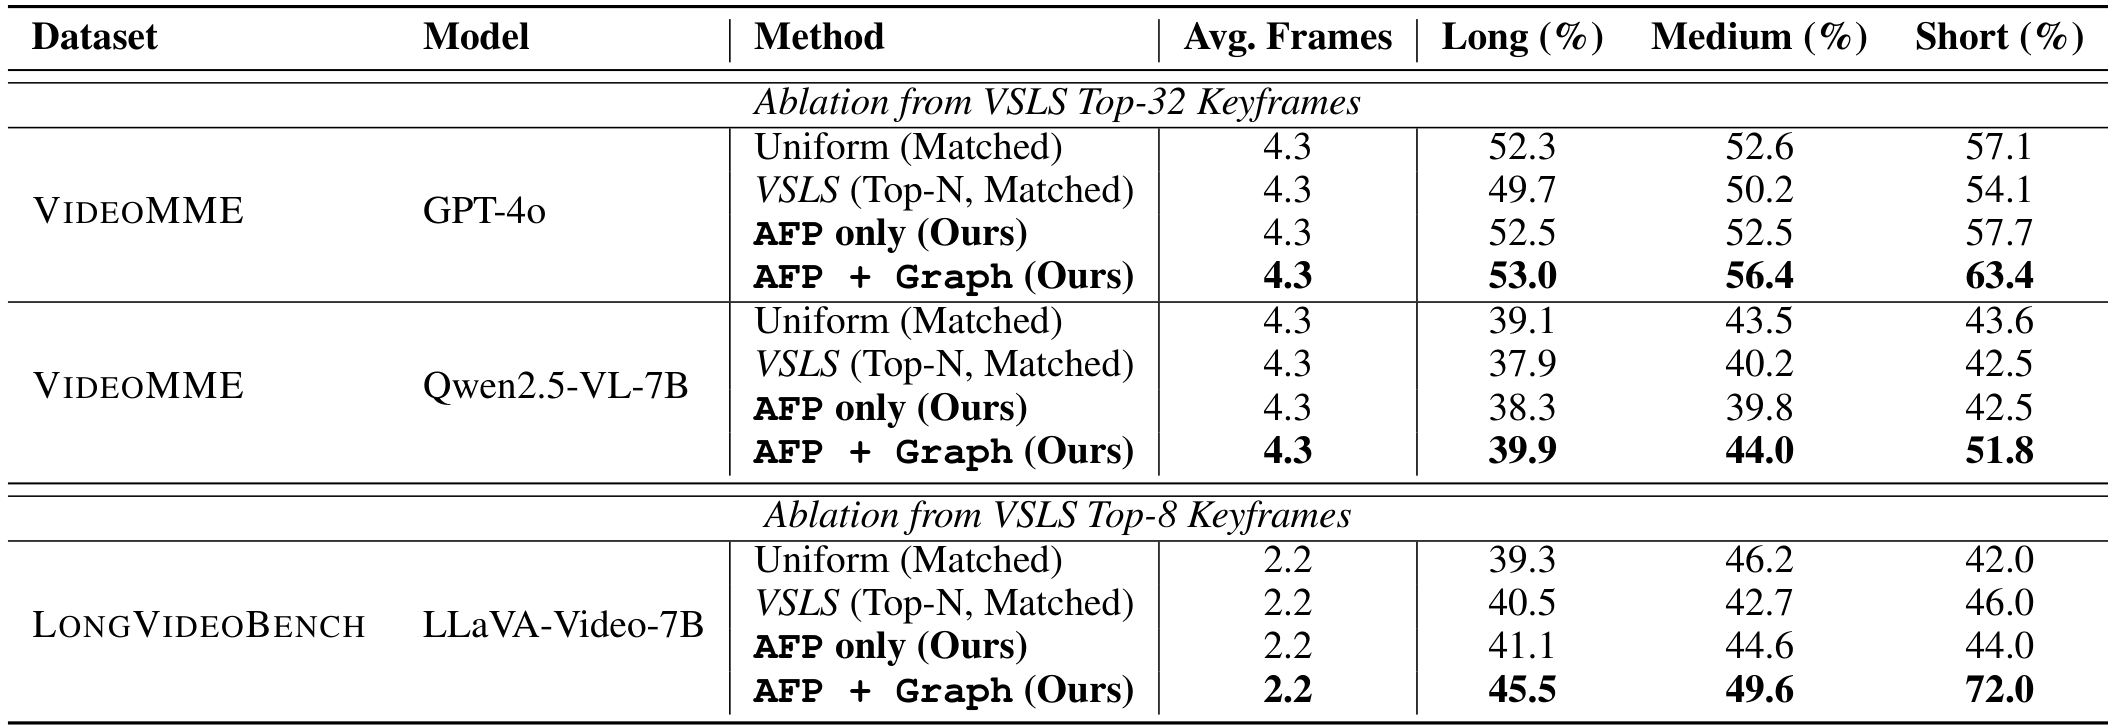 Dataset Model Method Avg. Frames Long (%) Medium (%) Short (%)
Ablation from VSLS Top-32 Keyframes
Uniform (Matched) 4.3 52.3 52.6 57.1
VSLS (Top-N, Matched) 4.3 49.7 50.2 54.1
VIDEOMME GPT-4o
AFP only (Ours) 4.3 52.5 52.5 57.7
AFP + Graph (Ours) 4.3 53.0 56.4 63.4
Uniform (Matched) 4.3 39.1 43.5 43.6
VSLS (Top-N, Matched) 4.3 37.9 40.2 42.5
VIDEOMME Qwen2.5-VL-7B
AFP only (Ours) 4.3 38.3 39.8 42.5
AFP + Graph (Ours) 4.3 39.9 44.0 51.8
Ablation from VSLS Top-8 Keyframes
Uniform (Matched) 2.2 39.3 46.2 42.0
VSLS (Top-N, Matched) 2.2 40.5 42.7 46.0
LONGVIDEOBENCH LLaVA-Video-7B
AFP only (Ours) 2.2 41.1 44.6 44.0
AFP + Graph (Ours) 2.2 45.5 49.6 72.0